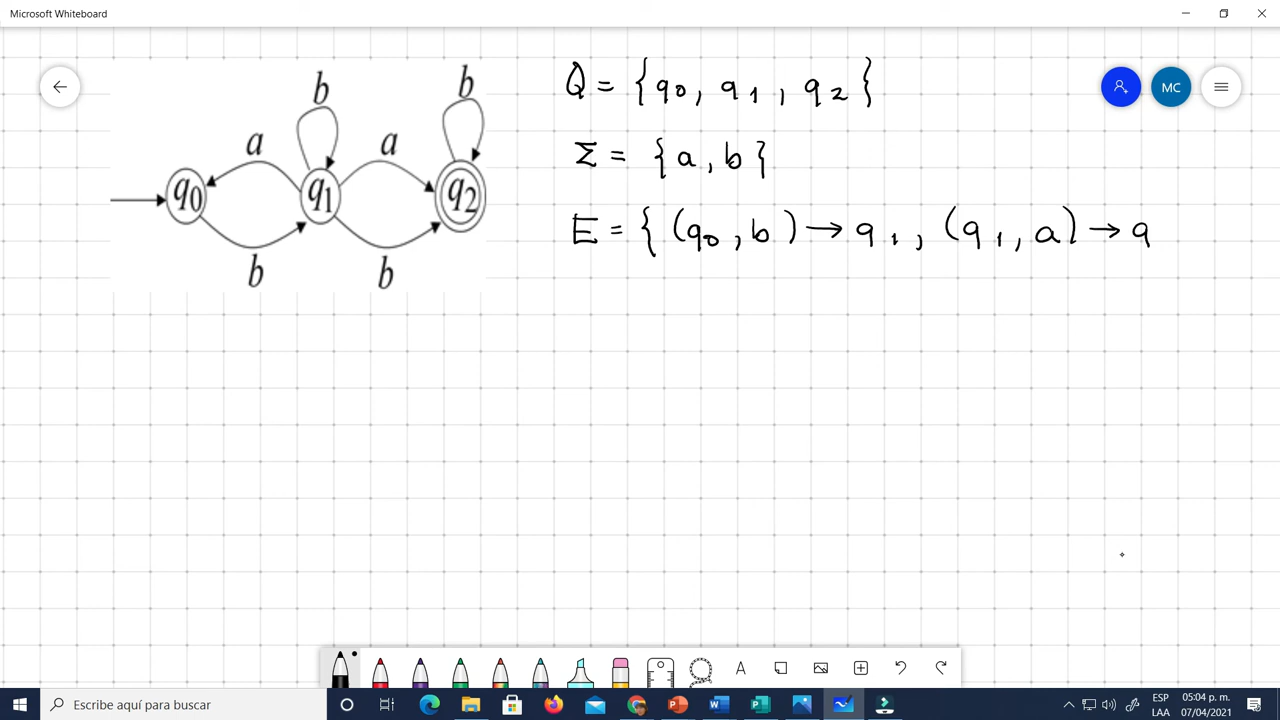 Microsoft Whiteboard
b b
a a
q0 q1 q2
b b
Q = {q0, q1, q2}
Σ = {a, b}
E = { (q0, b) → q1, (q1, a) → q
MC
A
Escribe aquí para buscar
ESP
LAA
05:04 p. m.
07/04/2021